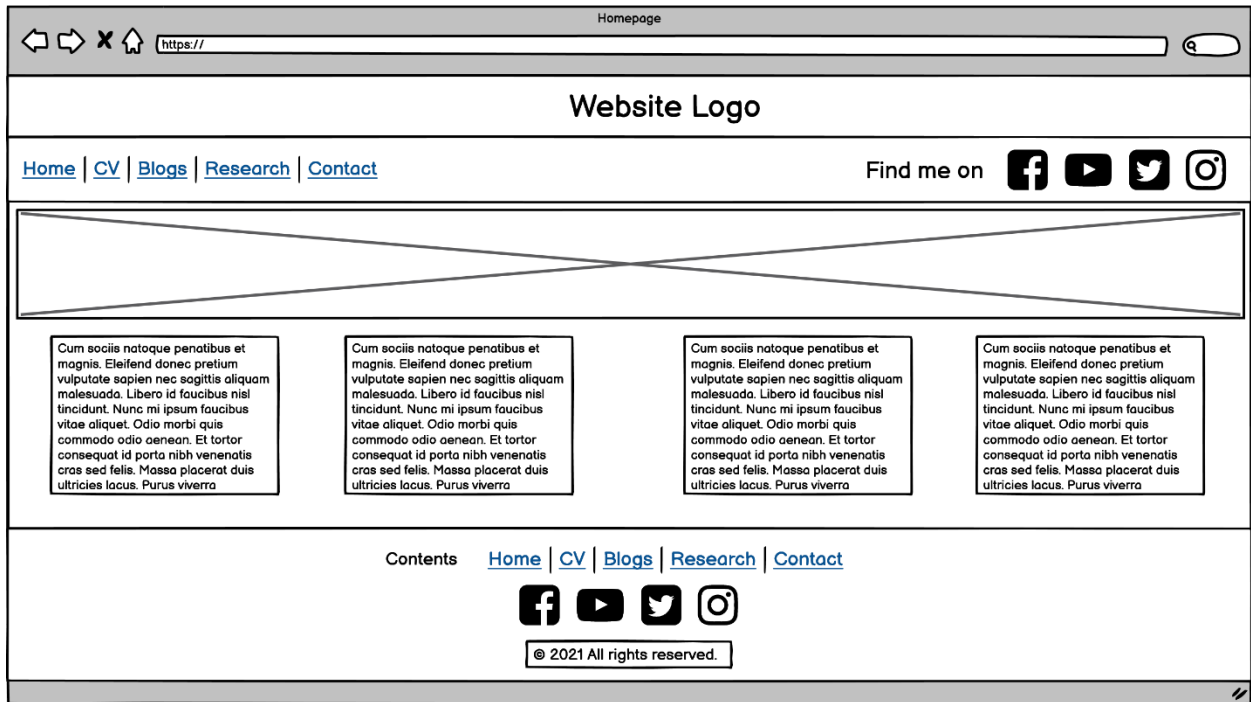 Homepage
https://
Website Logo
Home | CV | Blogs | Research | Contact
Find me on
Cum sociis natoque penatibus et
magnis. Eleifend donec pretium
vulputate sapien nec sagittis aliquam
malesuada. Libero id faucibus nisl
tincidunt. Nunc mi ipsum faucibus
vitae aliquet. Odio morbi quis
commodo odio aenean. Et tortor
consequat id porta nibh venenatis
cras sed felis. Massa placerat duis
ultricies lacus. Purus viverra
Cum sociis natoque penatibus et
magnis. Eleifend donec pretium
vulputate sapien nec sagittis aliquam
malesuada. Libero id faucibus nisl
tincidunt. Nunc mi ipsum faucibus
vitae aliquet. Odio morbi quis
commodo odio aenean. Et tortor
consequat id porta nibh venenatis
cras sed felis. Massa placerat duis
ultricies lacus. Purus viverra
Cum sociis natoque penatibus et
magnis. Eleifend donec pretium
vulputate sapien nec sagittis aliquam
malesuada. Libero id faucibus nisl
tincidunt. Nunc mi ipsum faucibus
vitae aliquet. Odio morbi quis
commodo odio aenean. Et tortor
consequat id porta nibh venenatis
cras sed felis. Massa placerat duis
ultricies lacus. Purus viverra
Cum sociis natoque penatibus et
magnis. Eleifend donec pretium
vulputate sapien nec sagittis aliquam
malesuada. Libero id faucibus nisl
tincidunt. Nunc mi ipsum faucibus
vitae aliquet. Odio morbi quis
commodo odio aenean. Et tortor
consequat id porta nibh venenatis
cras sed felis. Massa placerat duis
ultricies lacus. Purus viverra
Contents Home | CV | Blogs | Research | Contact
© 2021 All rights reserved.